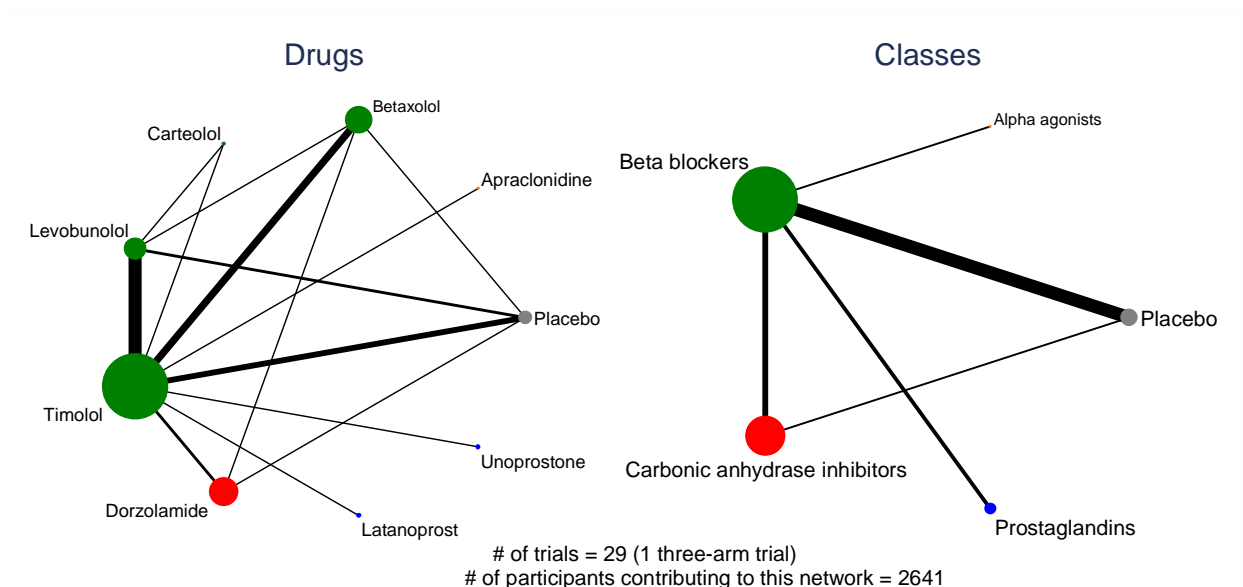 Drugs
Classes
Betaxolol
Carteolol
Apraclonidine
Levobunolol
Placebo
Timolol
Unoprostone
Dorzolamide
Latanoprost
Alpha agonists
Beta blockers
Placebo
Carbonic anhydrase inhibitors
Prostaglandins
# of trials = 29 (1 three-arm trial)
# of participants contributing to this network = 2641